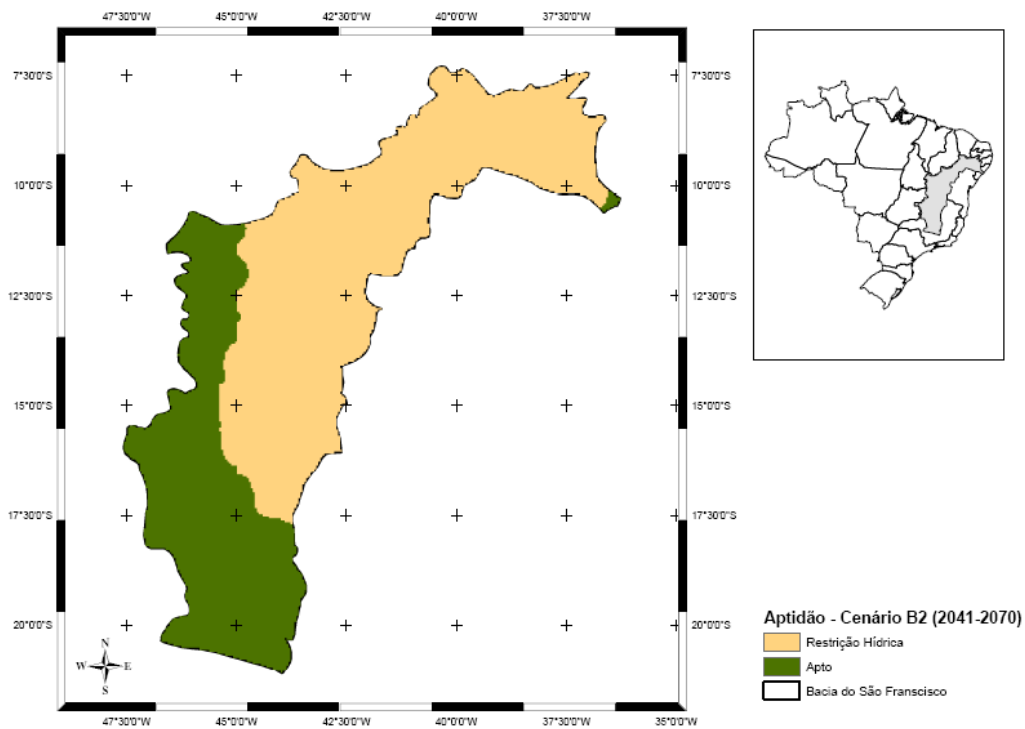 47°30'0"W 45°0'0"W 42°30'0"W 40°0'0"W 37°30'0"W
7°30'0"S 7°30'0"S
10°0'0"S 10°0'0"S
12°30'0"S 12°30'0"S
15°0'0"S 15°0'0"S
17°30'0"S 17°30'0"S
20°0'0"S 20°0'0"S
N
W E
S
47°30'0"W 45°0'0"W 42°30'0"W 40°0'0"W 37°30'0"W 35°0'0"W
Aptidão - Cenário B2 (2041-2070)
Restrição Hídrica
Apto
Bacia do São Franscisco